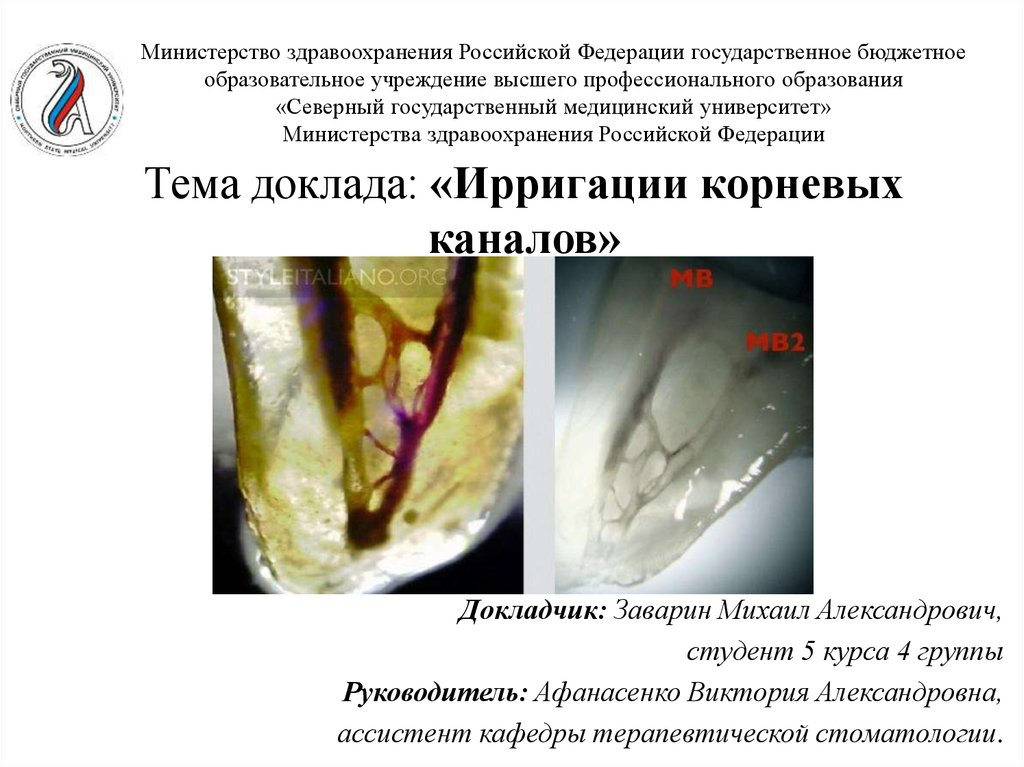 Министерство здравоохранения Российской Федерации государственное бюджетное
образовательное учреждение высшего профессионального образования
«Северный государственный медицинский университет»
Министерства здравоохранения Российской Федерации
Тема доклада: «Ирригации корневых
каналов»
STYLEITALIANO.ORG
MB
MB2
Докладчик: Заварин Михаил Александрович,
студент 5 курса 4 группы
Руководитель: Афанасенко Виктория Александровна,
ассистент кафедры терапевтической стоматологии.